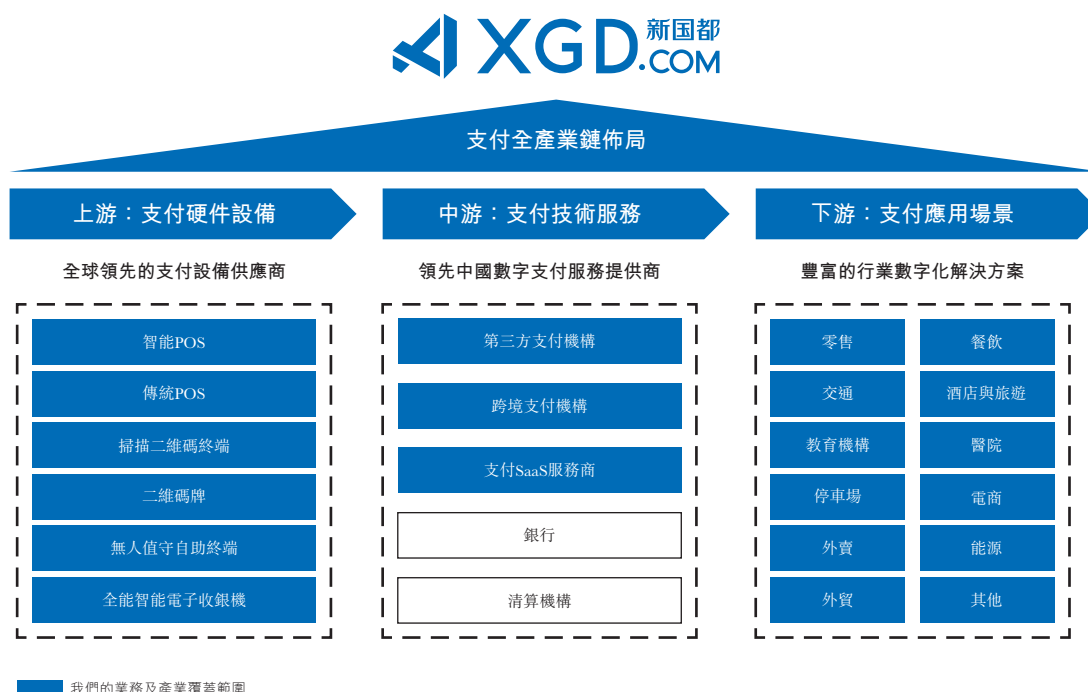 XGD 新国都
.COM
支付全產業鏈佈局
上游：支付硬件設備
中游：支付技術服務
下游：支付應用場景
全球領先的支付設備供應商
領先中國數字支付服務提供商
豐富的行業數字化解決方案
智能POS
傳統POS
掃描二維碼終端
二維碼牌
無人值守自助終端
全能智能電子收銀機
第三方支付機構
跨境支付機構
支付SaaS服務商
銀行
清算機構
零售
餐飲
交通
酒店與旅遊
教育機構
醫院
停車場
電商
外賣
能源
外貿
其他
我們的業務及產業覆蓋範圍